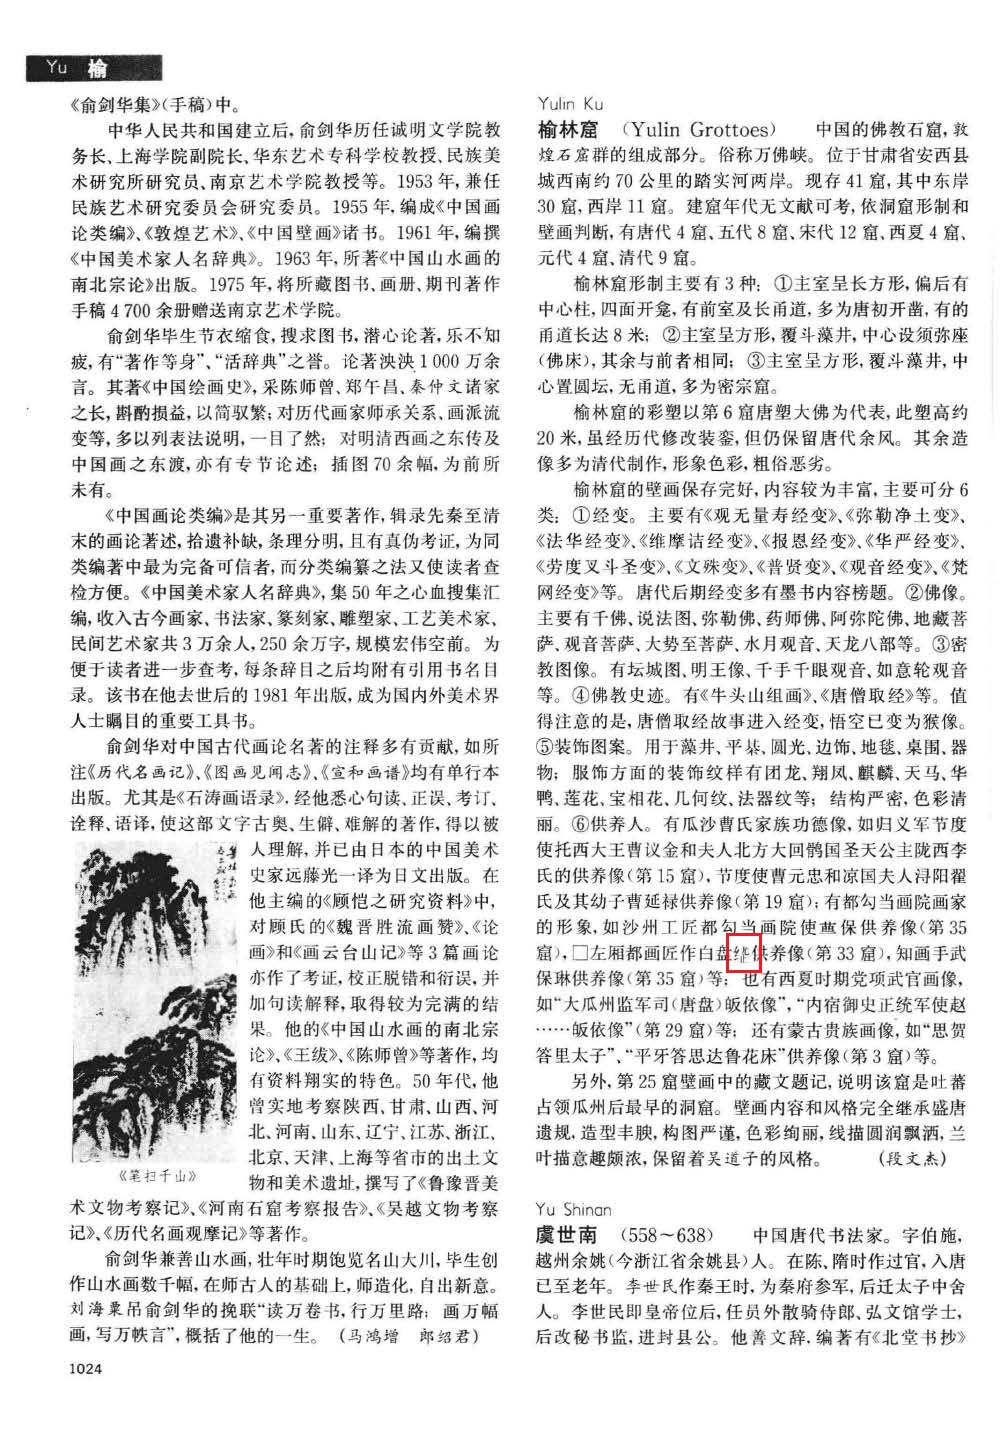 Yu 榆
《俞剑华集》(手稿)中。
中华人民共和国建立后,俞剑华历任诚明文学院教
务长、上海学院副院长、华东艺术专科学校教授、民族美
术研究所研究员、南京艺术学院教授等。1953年,兼任
民族艺术研究委员会研究委员。1955年,编成《中国画
论类编》、《敦煌艺术》、《中国壁画》诸书。1961年,编撰
《中国美术家人名辞典》。1963年,所著《中国山水画的
南北宗论》出版。1975年,将所藏图书、画册、期刊著作
手稿4700余册赠送南京艺术学院。
俞剑华毕生节衣缩食,搜求图书,潜心论著,乐不知
疲,有“著作等身”、“活辞典”之誉。论著泱泱1000万余
言。其著《中国绘画史》,采陈师曾、郑午昌、秦仲文诸家
之长,斟酌损益,以简驭繁;对历代画家师承关系、画派流
变等,多以列表法说明,一目了然;对明清西画之东传及
中国画之东渡,亦有专节论述;插图70余幅,为前所
未有。
《中国画论类编》是其另一重要著作,辑录先秦至清
末的画论著述,拾遗补缺,条理分明,且有真伪考证,为同
类编著中最为完备可信者,而分类编纂之法又使读者查
检方便。《中国美术家人名辞典》,集50年之心血搜集汇
编,收入古今画家、书法家、篆刻家、雕塑家、工艺美术家、
民间艺术家共3万余人,250余万字,规模宏伟空前。为
便于读者进一步查考,每条辞目之后均附有引用书名目
录。该书在他去世后的1981年出版,成为国内外美术界
人士瞩目的重要工具书。
俞剑华对中国古代画论名著的注释多有贡献,如所
注《历代名画记》、《图画见闻志》、《宣和画谱》均有单行本
出版。尤其是《石涛画语录》,经他悉心句读、正误、考订、
诠释、语译,使这部文字古奥、生僻、难解的著作,得以被
人理解,并已由日本的中国美术
史家远藤光一译为日文出版。在
他主编的《顾恺之研究资料》中,
对顾氏的《魏晋胜流画赞》、《论
画》和《画云台山记》等3篇画论
亦作了考证,校正脱错和衍误,并
加句读解释,取得较为完满的结
果。他的《中国山水画的南北宗
论》、《王绂》、《陈师曾》等著作,均
有资料翔实的特色。50年代,他
曾实地考察陕西、甘肃、山西、河
北、河南、山东、辽宁、江苏、浙江、
北京、天津、上海等省市的出土文
物和美术遗址,撰写了《鲁豫晋美
《笔扫千山》
术文物考察记》、《河南石窟考察报告》、《吴越文物考察
记》、《历代名画观摩记》等著作。
俞剑华兼善山水画,壮年时期饱览名山大川,毕生创
作山水画数千幅,在师古人的基础上,师造化,自出新意。
刘海粟吊俞剑华的挽联“读万卷书,行万里路;画万幅
画,写万帙言”,概括了他的一生。(马鸿增 郎绍君)
1024
Yulin Ku
榆林窟 (Yulin Grottoes) 中国的佛教石窟,敦
煌石窟群的组成部分。俗称万佛峡。位于甘肃省安西县
城西南约70公里的踏实河两岸。现存41窟,其中东岸
30窟,西岸11窟。建窟年代无文献可考,依洞窟形制和
壁画判断,有唐代4窟、五代8窟、宋代12窟、西夏4窟、
元代4窟、清代9窟。
榆林窟形制主要有3种:①主室呈长方形,偏后有
中心柱,四面开龛,有前室及长甬道,多为唐初开凿,有的
甬道长达8米;②主室呈方形,覆斗藻井,中心设须弥座
(佛床),其余与前者相同;③主室呈方形,覆斗藻井,中
心置圆坛,无甬道,多为密宗窟。
榆林窟的彩塑以第6窟唐塑大佛为代表,此塑高约
20米,虽经历代修改装銮,但仍保留唐代余风。其余造
像多为清代制作,形象色彩,粗俗恶劣。
榆林窟的壁画保存完好,内容较为丰富,主要可分6
类:①经变。主要有《观无量寿经变》、《弥勒净土变》、
《法华经变》、《维摩诘经变》、《报恩经变》、《华严经变》、
《劳度叉斗圣变》、《文殊变》、《普贤变》、《观音经变》、《梵
网经变》等。唐代后期经变多有墨书内容榜题。②佛像。
主要有千佛、说法图、弥勒佛、药师佛、阿弥陀佛、地藏菩
萨、观音菩萨、大势至菩萨、水月观音、天龙八部等。③密
教图像。有坛城图、明王像、千手千眼观音、如意轮观音
等。④佛教史迹。有《牛头山组画》、《唐僧取经》等。值
得注意的是,唐僧取经故事进入经变,悟空已变为猴像。
⑤装饰图案。用于藻井、平棊、圆光、边饰、地毯、桌围、器
物;服饰方面的装饰纹样有团龙、翔凤、麒麟、天马、华
鸭、莲花、宝相花、几何纹、法器纹等;结构严密,色彩清
丽。⑥供养人。有瓜沙曹氏家族功德像,如归义军节度
使托西大王曹议金和夫人北方大回鹘国圣天公主陇西李
氏的供养像(第15窟),节度使曹元忠和凉国夫人浔阳翟
氏及其幼子曹延禄供养像(第19窟);有都勾当画院画家
的形象,如沙州工匠都勾当画院使保供养像(第35
窟),□左厢都画匠作白盘供养像(第33窟),知画手武
保琳供养像(第35窟)等;也有西夏时期党项武官画像,
如“大瓜州监军司(唐盘)皈依像”,“内宿御史正统军使赵
……皈依像”(第29窟)等;还有蒙古贵族画像,如“思贺
答里太子”、“平牙答思达鲁花床”供养像(第3窟)等。
另外,第25窟壁画中的藏文题记,说明该窟是吐蕃
占领瓜州后最早的洞窟。壁画内容和风格完全继承盛唐
遗规,造型丰腴,构图严谨,色彩绚丽,线描圆润飘洒,兰
叶描意趣颇浓,保留着吴道子的风格。 (段文杰)
Yu Shinan
虞世南 (558~638) 中国唐代书法家。字伯施,
越州余姚(今浙江省余姚县)人。在陈、隋时作过官,入唐
已至老年。李世民作秦王时,为秦府参军,后迁太子中舍
人。李世民即皇帝位后,任员外散骑侍郎、弘文馆学士,
后改秘书监,进封县公。他善文辞,编著有《北堂书抄》